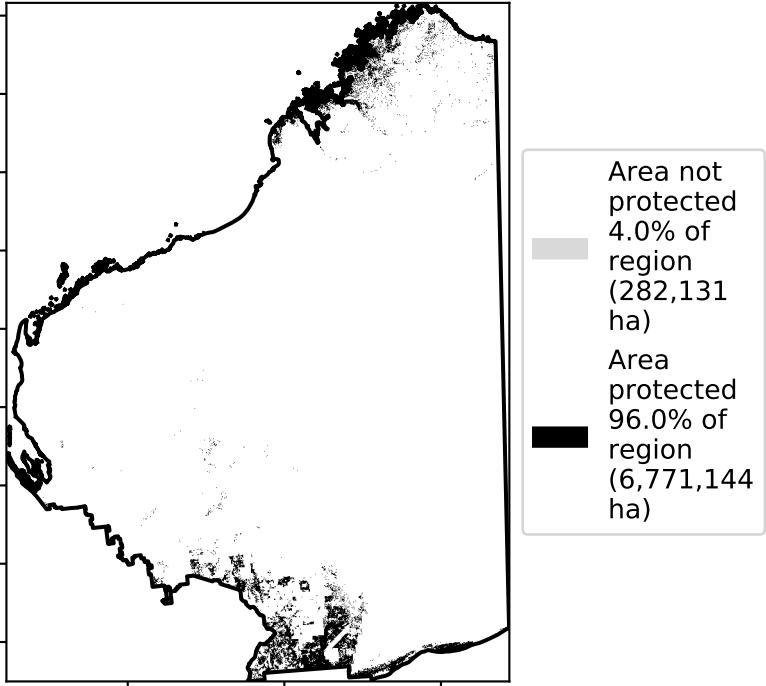 Area not
protected
4.0% of
region
(282,131
ha)
Area
protected
96.0% of
region
(6,771,144
ha)